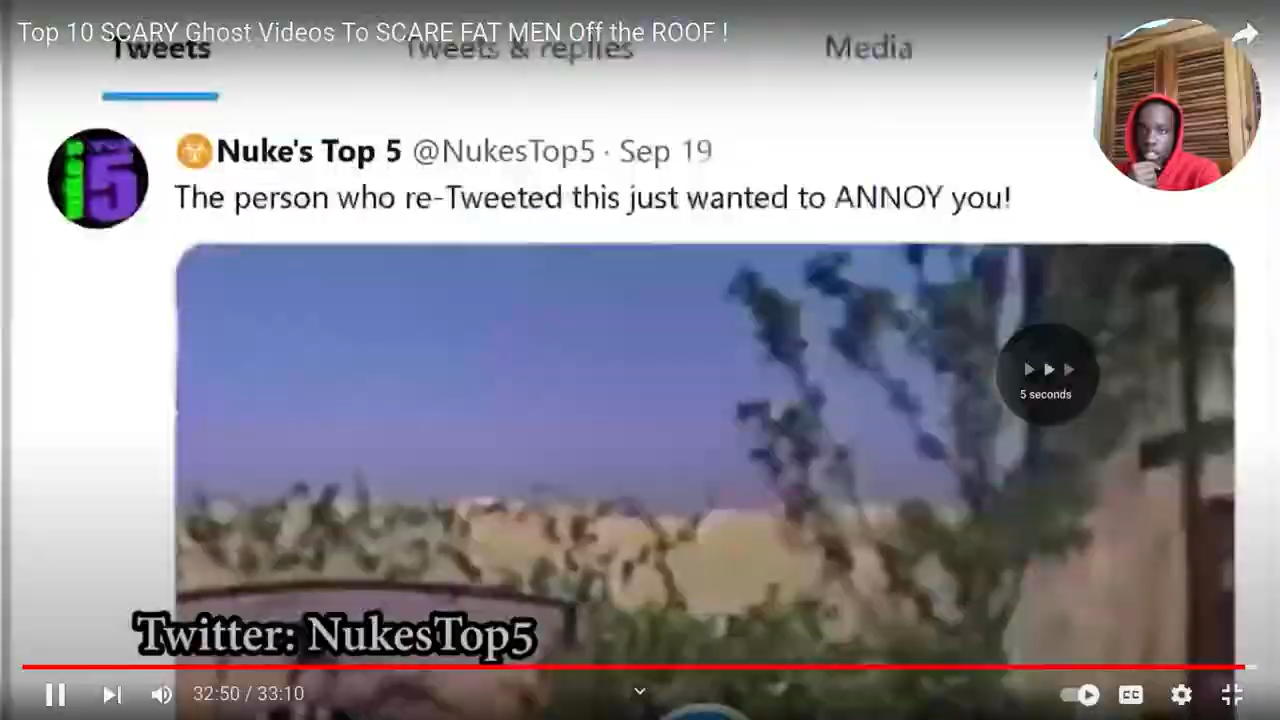 Top 10 SCARY Ghost Videos To SCARE FAT MEN Off the ROOF !
Tweets
Tweets & replies
Media
Nuke's Top 5 @NukesTop5 · Sep 19
The person who re-Tweeted this just wanted to ANNOY you!
5
5 seconds
Twitter: NukesTop5
32:50 / 33:10
CC